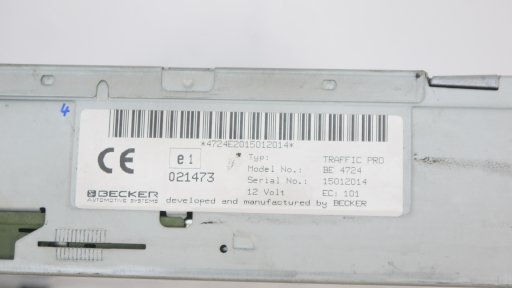 4
*4724E2015012014*
CE e1 Typ: TRAFFIC PRO
Model No.: BE 4724
021473 Serial No.: 15012014
BECKER 12 Volt EC: 101
AUTOMOTIVE SYSTEMS developed and manufactured by BECKER